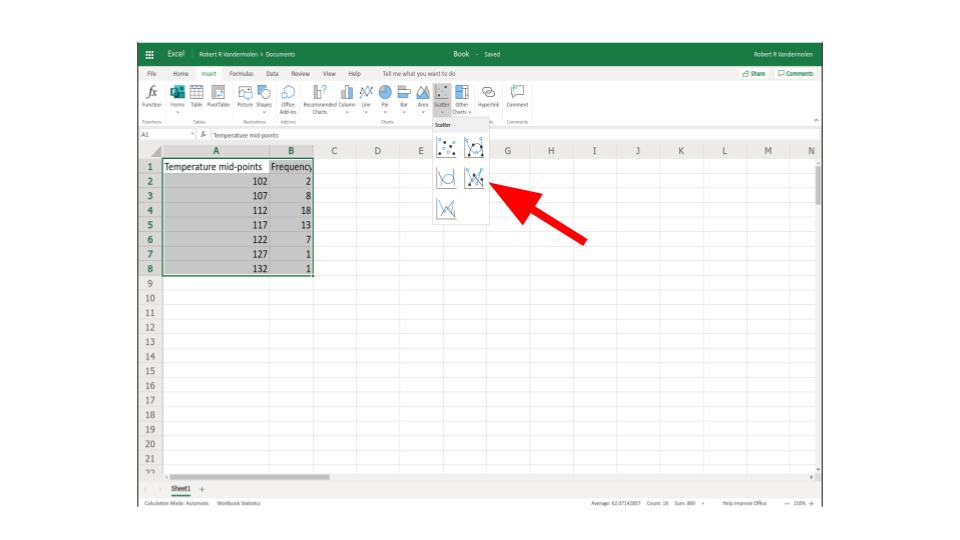 Excel Robert R Vandermolen > Documents Book - Saved Robert R Vandermolen
File Home Insert Formulas Data Review View Help Tell me what you want to do Share Comments
Function Forms Table PivotTable Picture Shapes Office Add-ins Recommended Charts Column Line Pie Bar Area Scatter Other Charts Hyperlink Comment
Functions Tables Illustrations Add-ins Charts Comments
Scatter
A1 fx Temperature mid-points
A B C D E G H I J K L M N
1 Temperature mid-points Frequency
2 102 2
3 107 8
4 112 18
5 117 13
6 122 7
7 127 1
8 132 1
9
10
11
12
13
14
15
16
17
18
19
20
21
22
Sheet1 +
Calculation Mode: Automatic Workbook Statistics Average: 62.07142857 Count: 16 Sum: 869 Help Improve Office — 150% +